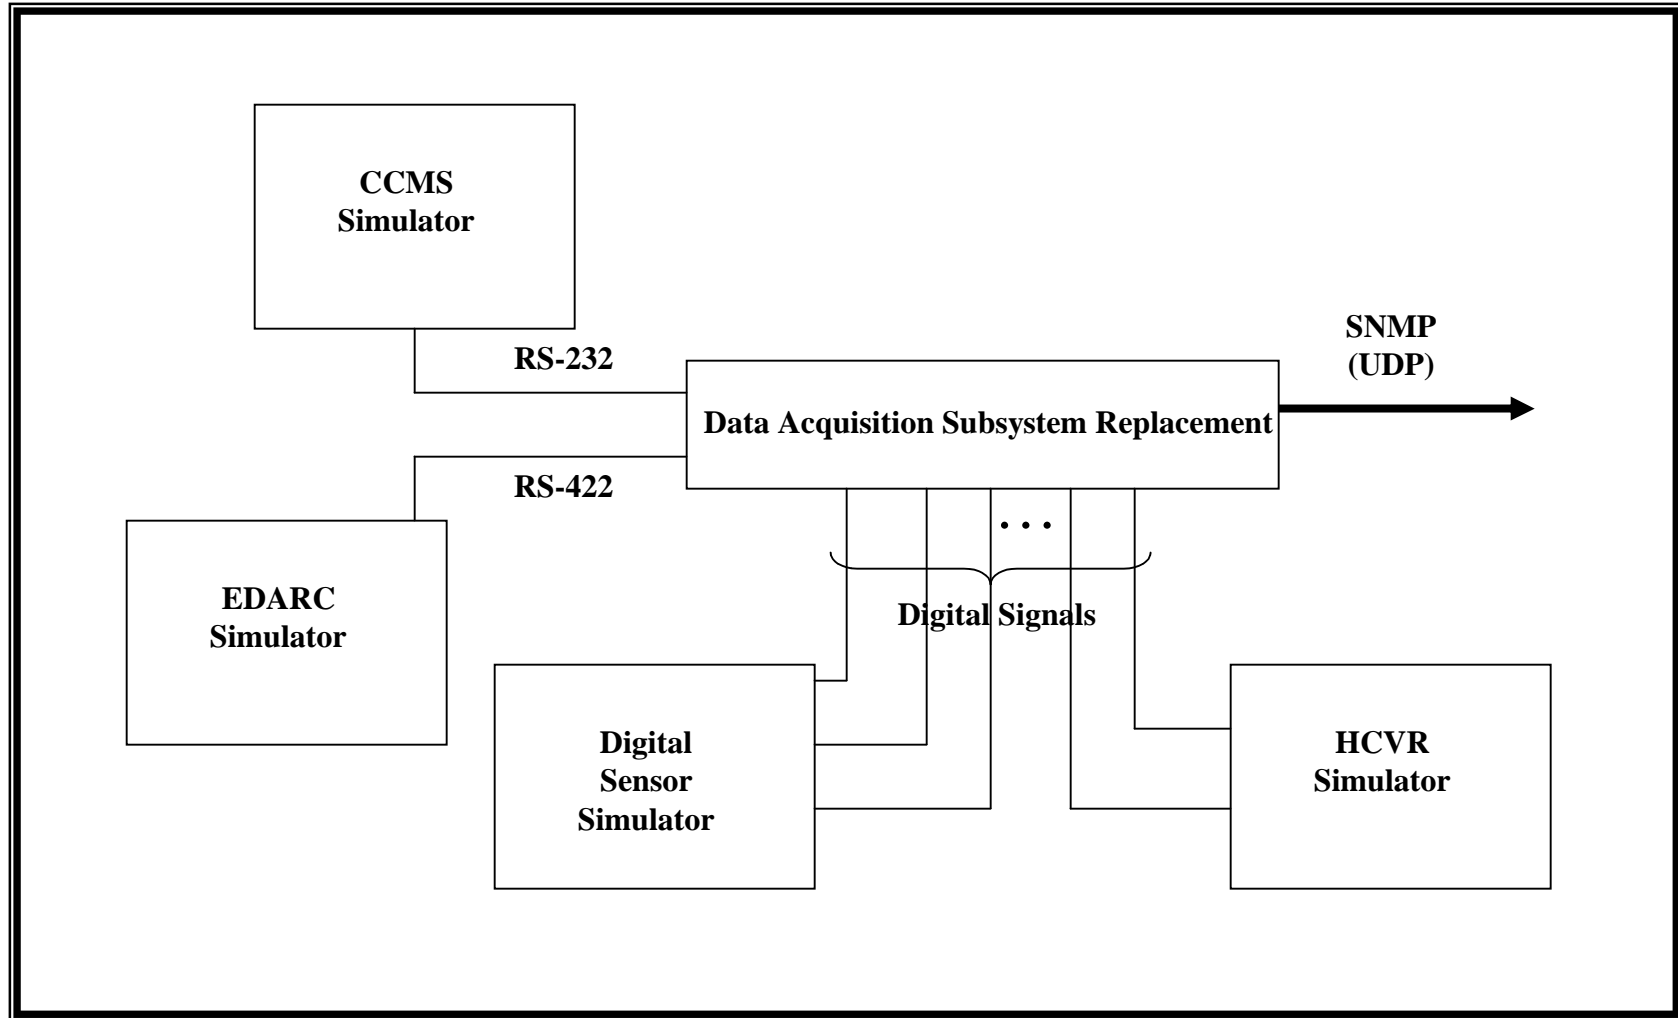 CCMS
Simulator
SNMP
(UDP)
RS-232
Data Acquisition Subsystem Replacement
RS-422
. . .
EDARC
Simulator
Digital Signals
Digital
Sensor
Simulator
HCVR
Simulator